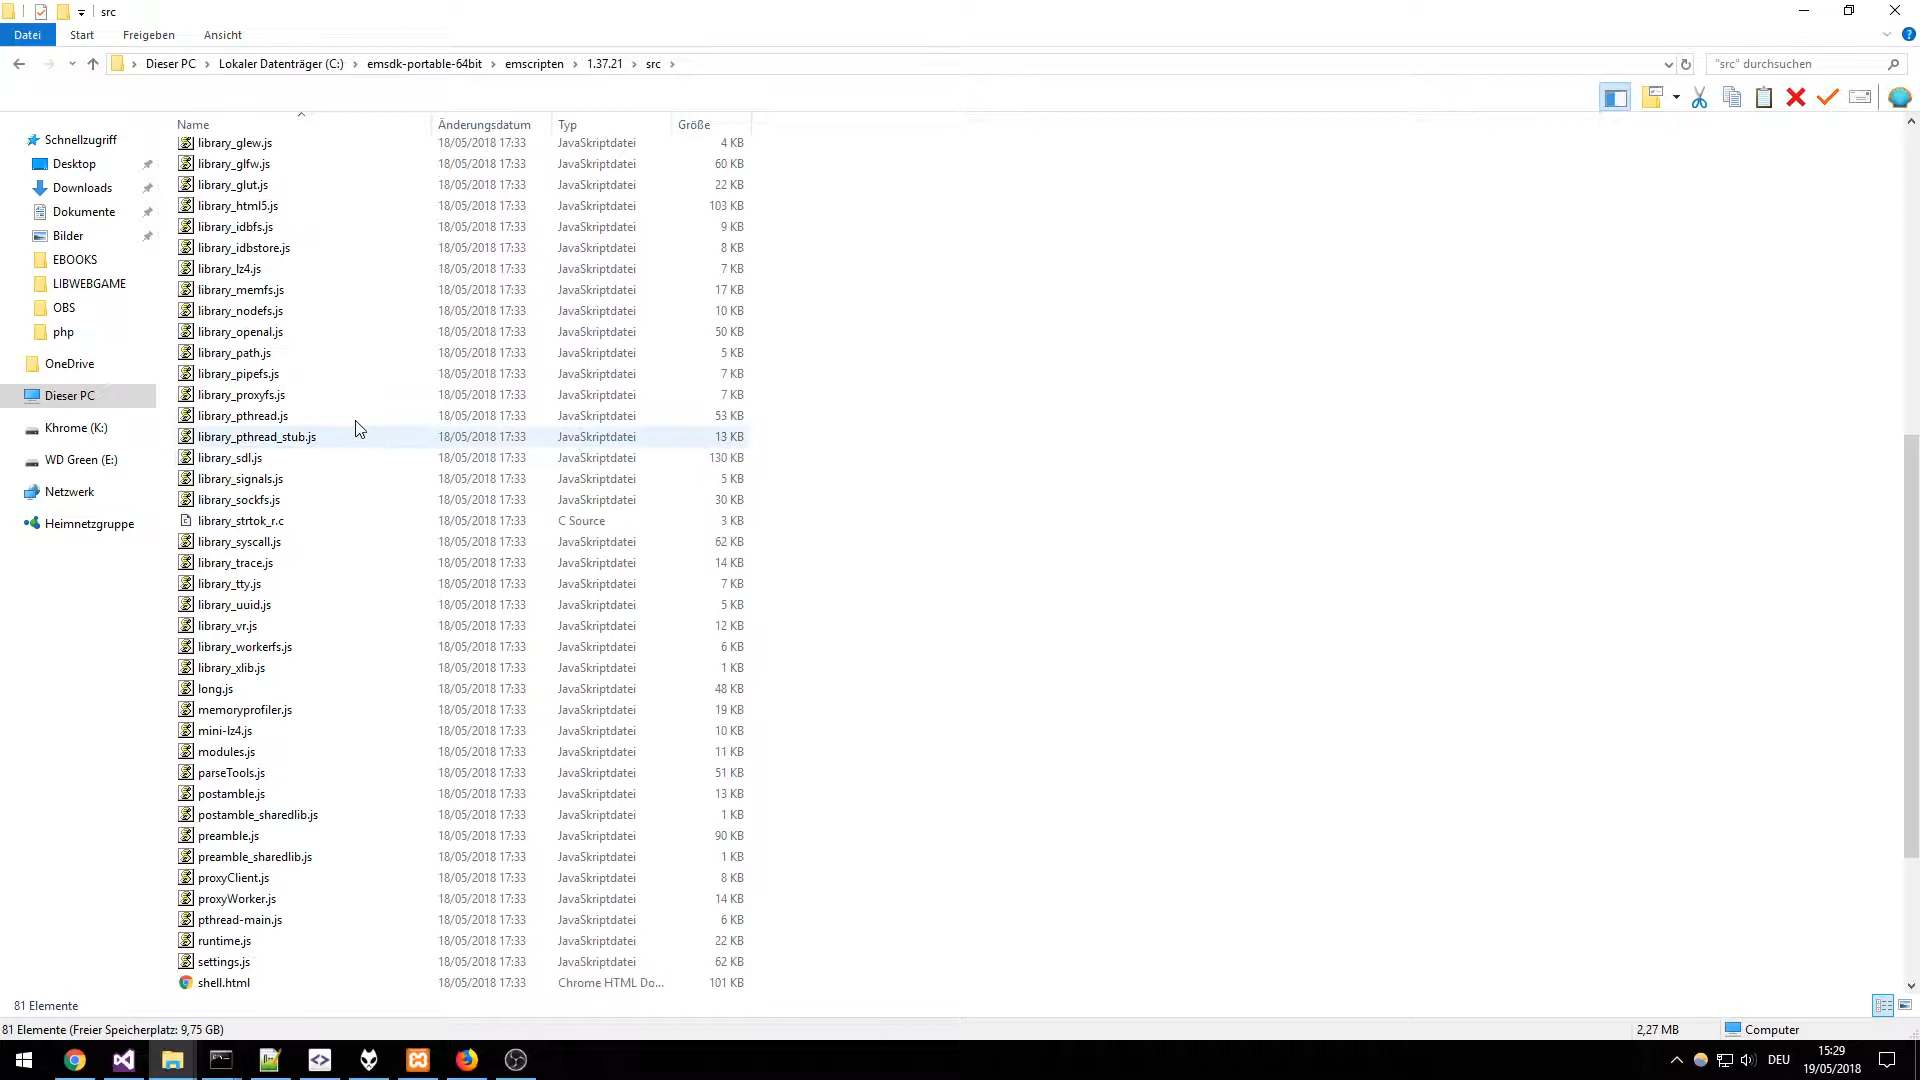 src
Datei Start Freigeben Ansicht
Dieser PC Lokaler Datenträger (C:) emsdk-portable-64bit emscripten 1.37.21 src
"src" durchsuchen
Name Änderungsdatum Typ Größe
library_glew.js 18/05/2018 17:33 JavaSkriptdatei 4 KB
library_glfw.js 18/05/2018 17:33 JavaSkriptdatei 60 KB
library_glut.js 18/05/2018 17:33 JavaSkriptdatei 22 KB
library_html5.js 18/05/2018 17:33 JavaSkriptdatei 103 KB
library_idbfs.js 18/05/2018 17:33 JavaSkriptdatei 9 KB
library_idbstore.js 18/05/2018 17:33 JavaSkriptdatei 8 KB
library_lz4.js 18/05/2018 17:33 JavaSkriptdatei 7 KB
library_memfs.js 18/05/2018 17:33 JavaSkriptdatei 17 KB
library_nodefs.js 18/05/2018 17:33 JavaSkriptdatei 10 KB
library_openal.js 18/05/2018 17:33 JavaSkriptdatei 50 KB
library_path.js 18/05/2018 17:33 JavaSkriptdatei 5 KB
library_pipefs.js 18/05/2018 17:33 JavaSkriptdatei 7 KB
library_proxyfs.js 18/05/2018 17:33 JavaSkriptdatei 7 KB
library_pthread.js 18/05/2018 17:33 JavaSkriptdatei 53 KB
library_pthread_stub.js 18/05/2018 17:33 JavaSkriptdatei 13 KB
library_sdl.js 18/05/2018 17:33 JavaSkriptdatei 130 KB
library_signals.js 18/05/2018 17:33 JavaSkriptdatei 5 KB
library_sockfs.js 18/05/2018 17:33 JavaSkriptdatei 30 KB
library_strtok_r.c 18/05/2018 17:33 C Source 3 KB
library_syscall.js 18/05/2018 17:33 JavaSkriptdatei 62 KB
library_trace.js 18/05/2018 17:33 JavaSkriptdatei 14 KB
library_tty.js 18/05/2018 17:33 JavaSkriptdatei 7 KB
library_uuid.js 18/05/2018 17:33 JavaSkriptdatei 5 KB
library_vr.js 18/05/2018 17:33 JavaSkriptdatei 12 KB
library_workerfs.js 18/05/2018 17:33 JavaSkriptdatei 6 KB
library_xlib.js 18/05/2018 17:33 JavaSkriptdatei 1 KB
long.js 18/05/2018 17:33 JavaSkriptdatei 48 KB
memoryprofiler.js 18/05/2018 17:33 JavaSkriptdatei 19 KB
mini-lz4.js 18/05/2018 17:33 JavaSkriptdatei 10 KB
modules.js 18/05/2018 17:33 JavaSkriptdatei 11 KB
parseTools.js 18/05/2018 17:33 JavaSkriptdatei 51 KB
postamble.js 18/05/2018 17:33 JavaSkriptdatei 13 KB
postamble_sharedlib.js 18/05/2018 17:33 JavaSkriptdatei 1 KB
preamble.js 18/05/2018 17:33 JavaSkriptdatei 90 KB
preamble_sharedlib.js 18/05/2018 17:33 JavaSkriptdatei 1 KB
proxyClient.js 18/05/2018 17:33 JavaSkriptdatei 8 KB
proxyWorker.js 18/05/2018 17:33 JavaSkriptdatei 14 KB
pthread-main.js 18/05/2018 17:33 JavaSkriptdatei 6 KB
runtime.js 18/05/2018 17:33 JavaSkriptdatei 22 KB
settings.js 18/05/2018 17:33 JavaSkriptdatei 62 KB
shell.html 18/05/2018 17:33 Chrome HTML Do... 101 KB
Schnellzugriff
Desktop
Downloads
Dokumente
Bilder
EBOOKS
LIBWEBGAME
OBS
php
OneDrive
Dieser PC
Khrome (K:)
WD Green (E:)
Netzwerk
Heimnetzgruppe
81 Elemente
81 Elemente (Freier Speicherplatz: 9,75 GB) 2,27 MB Computer
DEU
15:29
19/05/2018